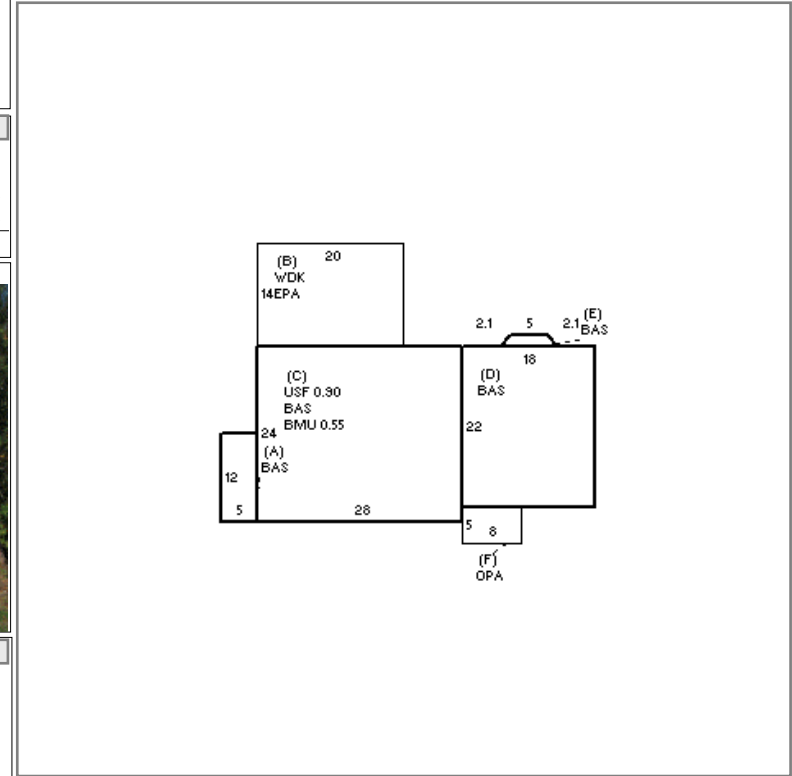 (B) 20
WDK
14EPA
2.1 5 2.1 (E)
BAS
18
(C)
USF 0.90
BAS
BMU 0.55
24
(D)
BAS
22
(A)
BAS
12
5
28
5 8
(F)
OPA